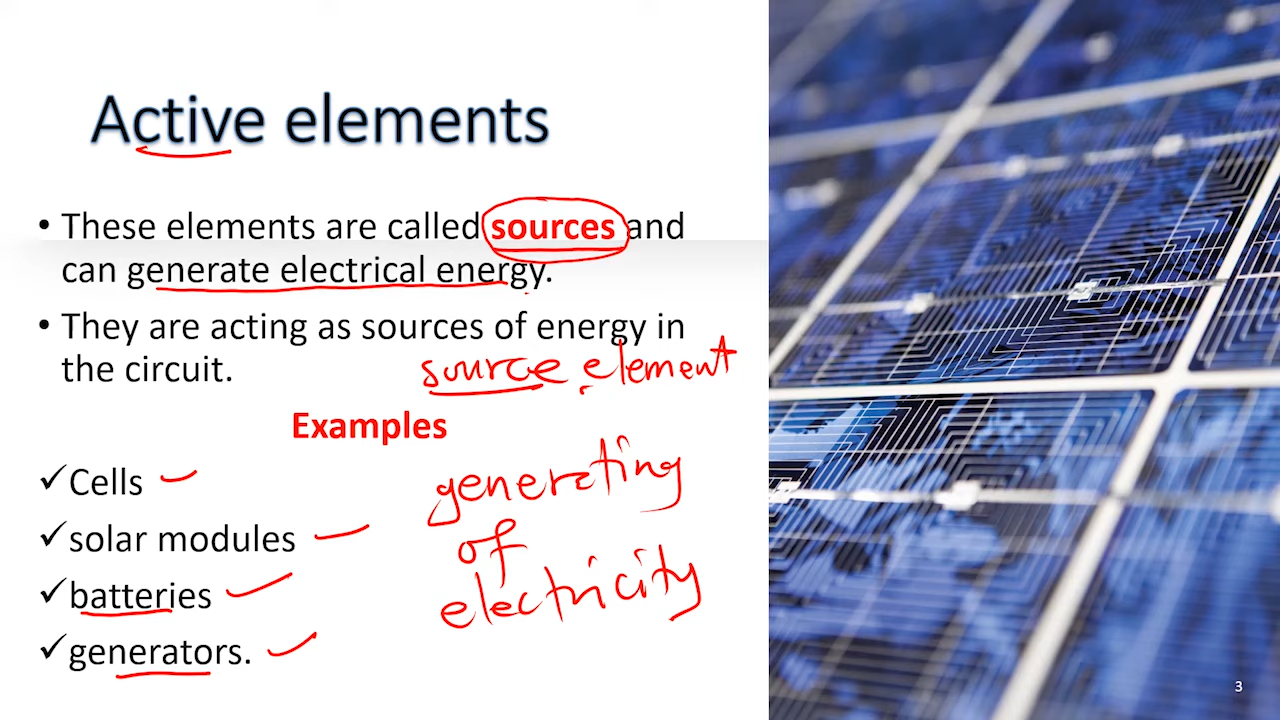 Active elements
• These elements are called sources and
can generate electrical energy.
• They are acting as sources of energy in
the circuit.
source element
Examples
✓Cells
✓solar modules
✓batteries
✓generators.
generating
of
electricity
3